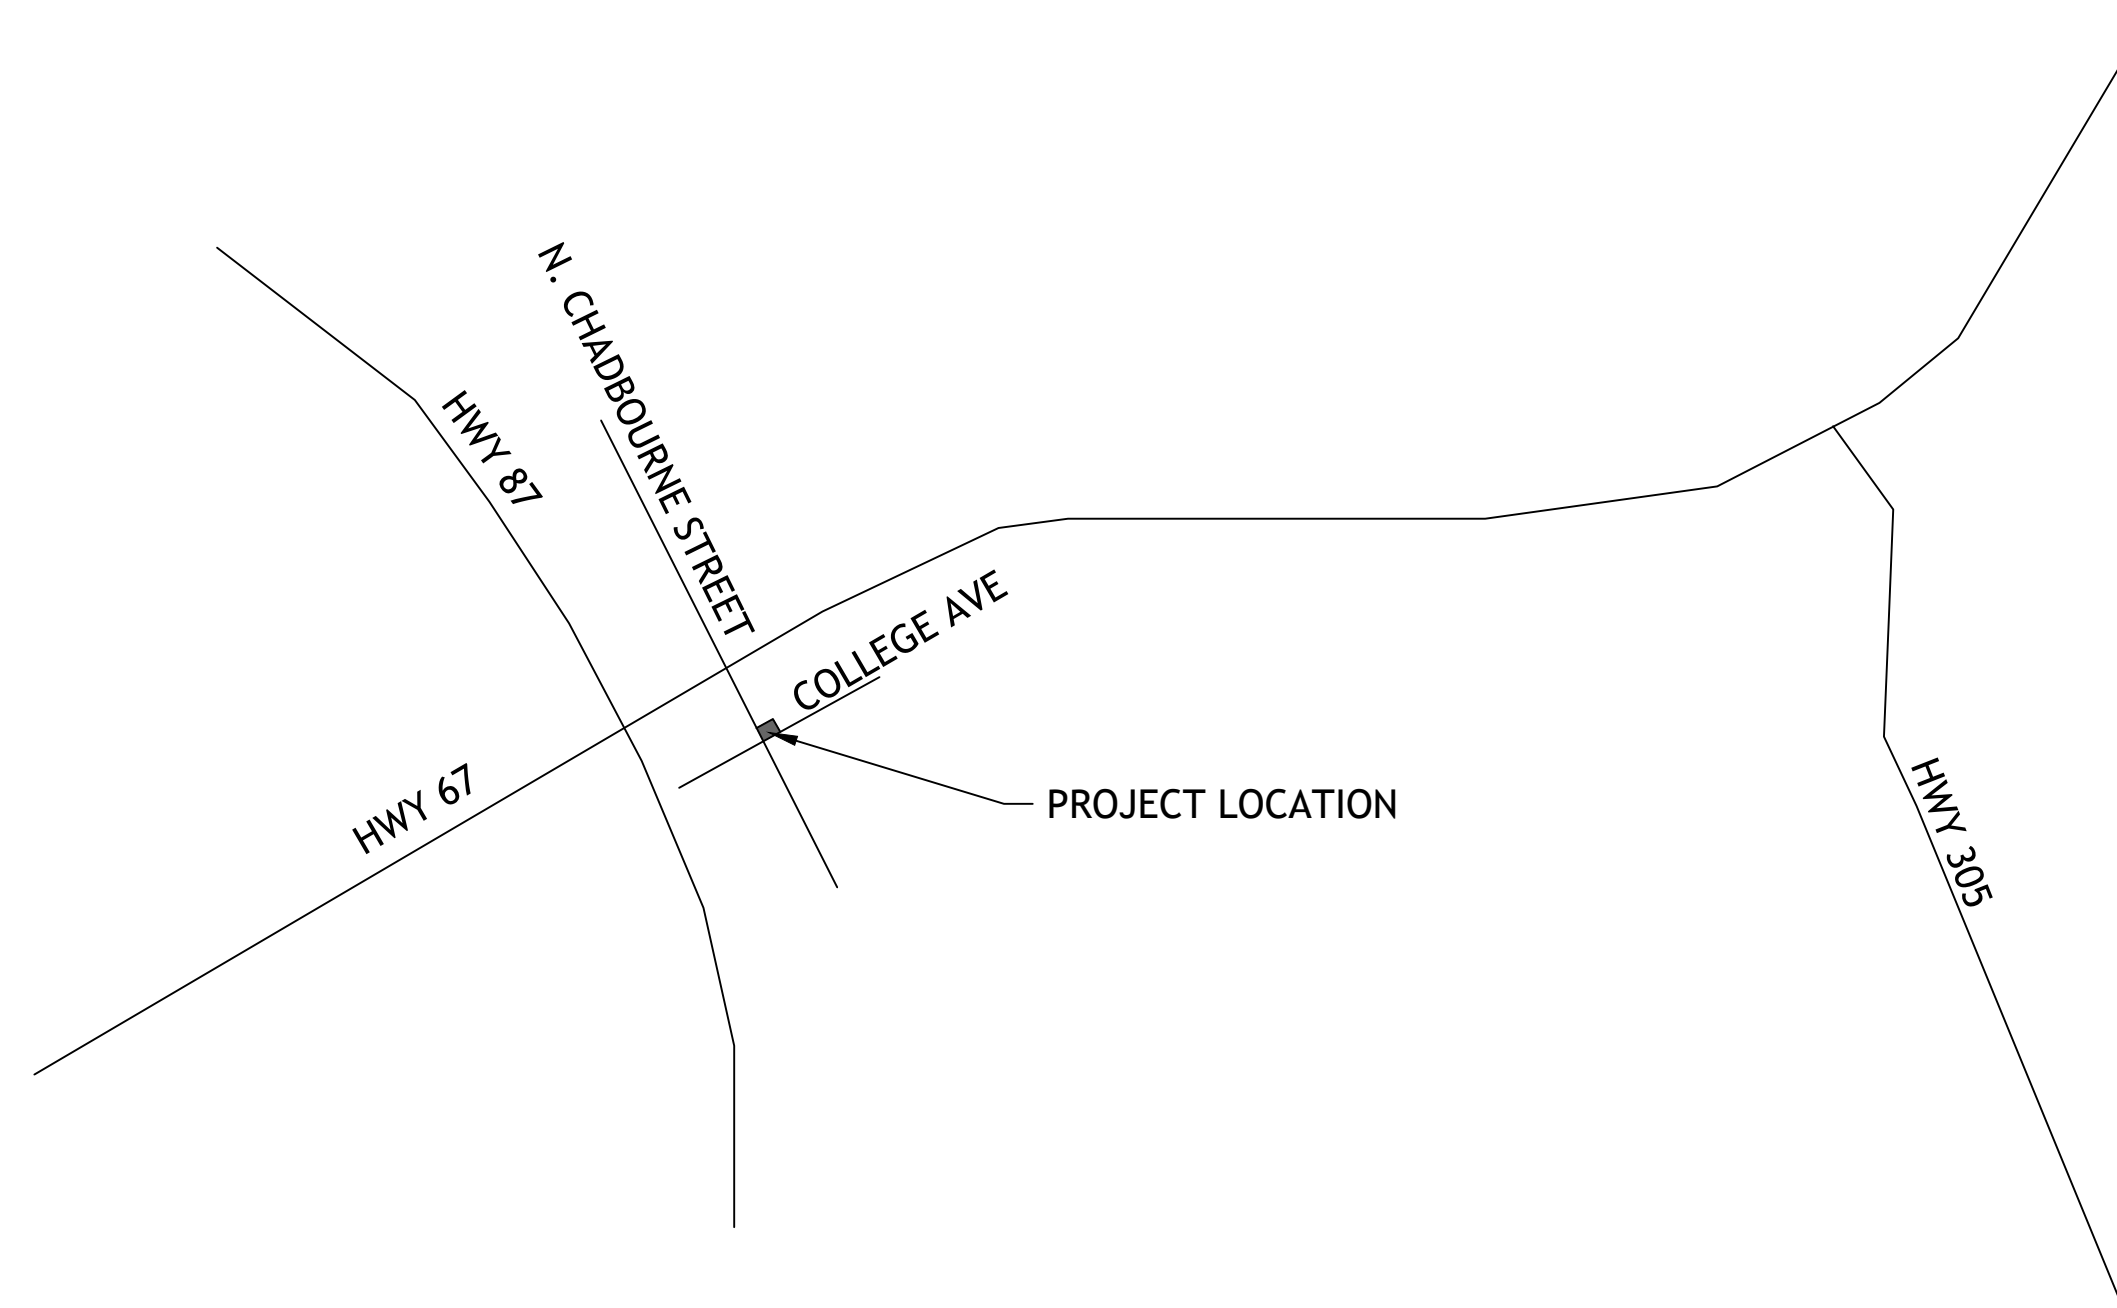 N. CHADBOURNE STREET
HWY 87
COLLEGE AVE
HWY 67
PROJECT LOCATION
HWY 305